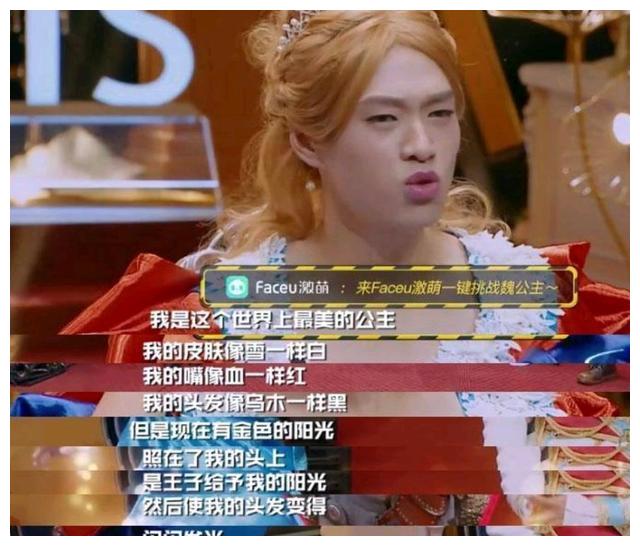 IS
Faceu激萌 : 来Faceu激萌一键挑战魏公主~
我是这个世界上最美的公主
我的皮肤像雪一样白
我的嘴像血一样红
我的头发像乌木一样黑
但是现在有金色的阳光
照在了我的头上
是王子给予我的阳光
然后使我的头发变得